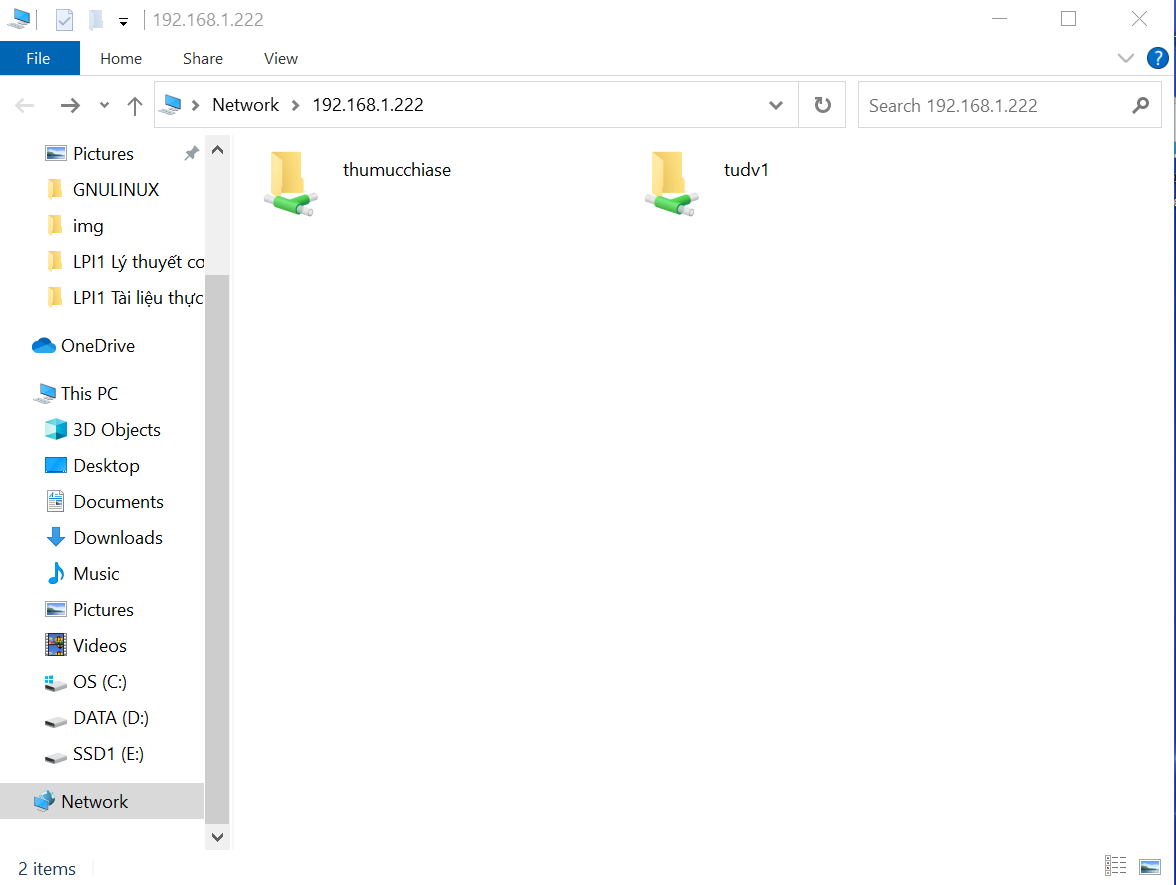 192.168.1.222
File Home Share View
?
Network 192.168.1.222
Search 192.168.1.222
Pictures
GNULINUX
img
LPI1 Lý thuyết cơ
LPI1 Tài liệu thực
OneDrive
This PC
3D Objects
Desktop
Documents
Downloads
Music
Pictures
Videos
OS (C:)
DATA (D:)
SSD1 (E:)
Network
thumucchiase
tudv1
2 items